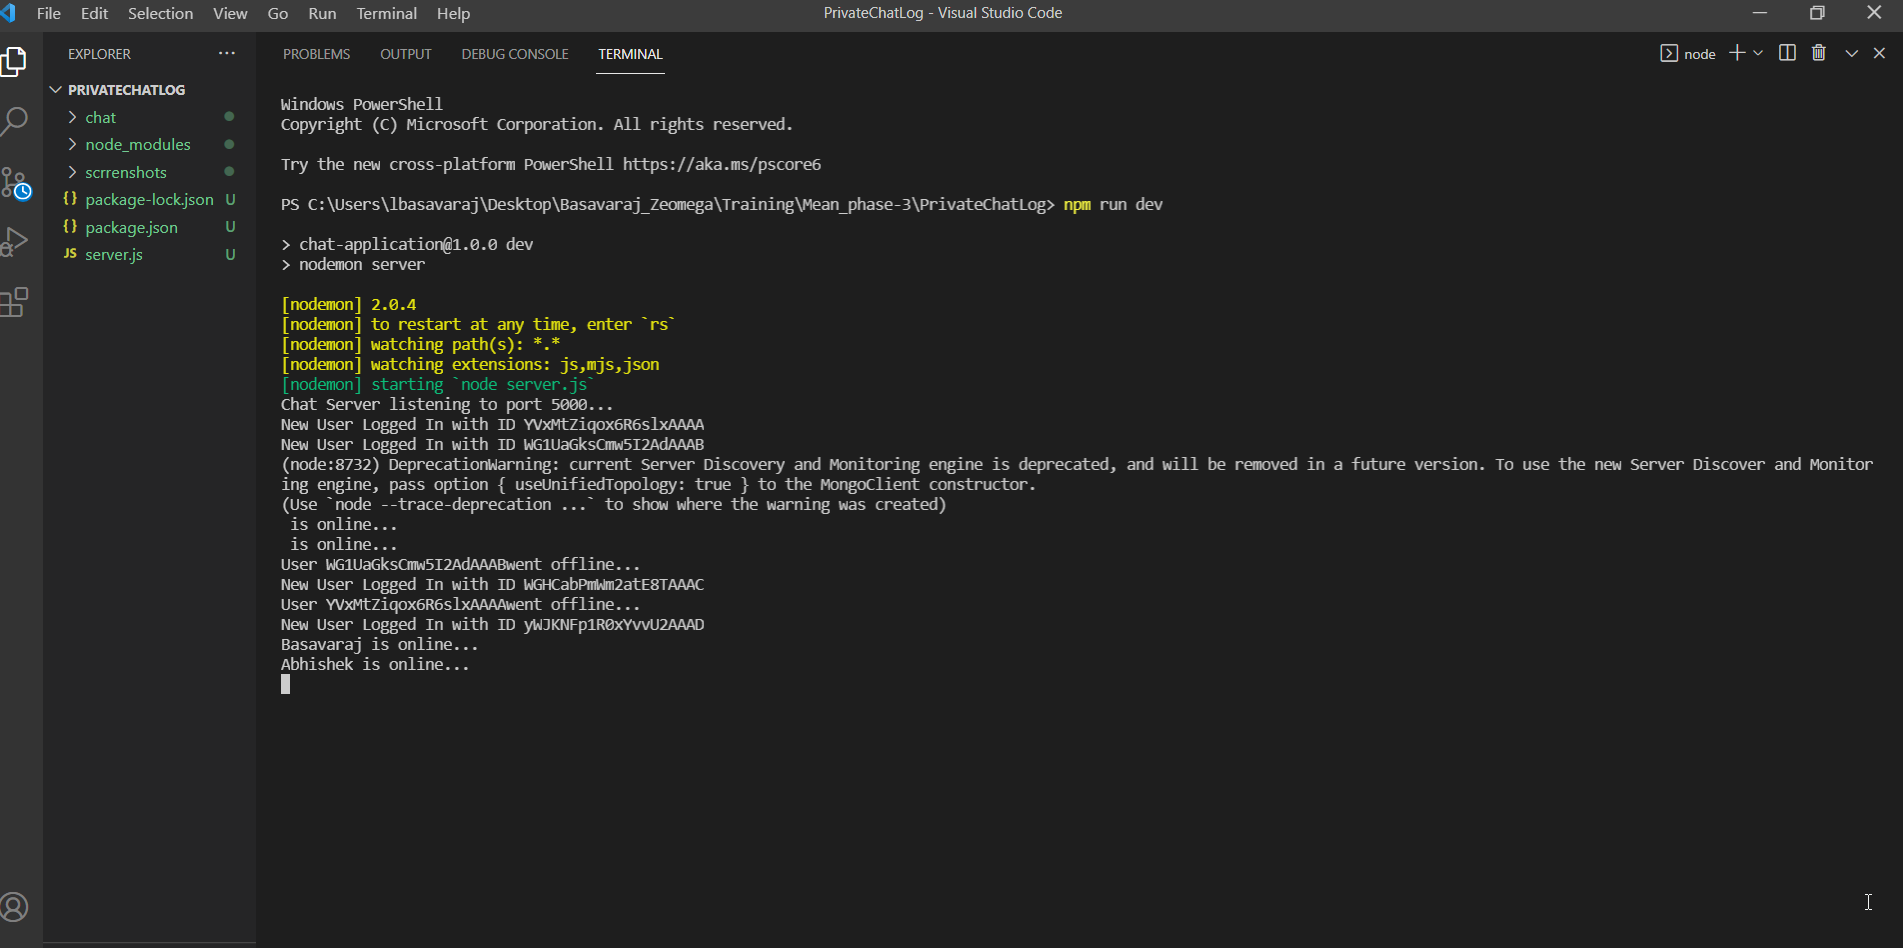 File Edit Selection View Go Run Terminal Help
PrivateChatLog - Visual Studio Code
EXPLORER ...
PRIVATECHATLOG
chat
node_modules
scrrenshots
{} package-lock.json U
{} package.json U
JS server.js U
PROBLEMS OUTPUT DEBUG CONSOLE TERMINAL
node
Windows PowerShell
Copyright (C) Microsoft Corporation. All rights reserved.
Try the new cross-platform PowerShell https://aka.ms/pscore6
PS C:\Users\lbasavaraj\Desktop\Basavaraj_Zeomega\Training\Mean_phase-3\PrivateChatLog> npm run dev
> chat-application@1.0.0 dev
> nodemon server
[nodemon] 2.0.4
[nodemon] to restart at any time, enter `rs`
[nodemon] watching path(s): *.*
[nodemon] watching extensions: js,mjs,json
[nodemon] starting `node server.js`
Chat Server listening to port 5000...
New User Logged In with ID YVxMtZiqox6R6slxAAAA
New User Logged In with ID WG1UaGksCmw5I2AdAAAB
(node:8732) DeprecationWarning: current Server Discovery and Monitoring engine is deprecated, and will be removed in a future version. To use the new Server Discover and Monitor
ing engine, pass option { useUnifiedTopology: true } to the MongoClient constructor.
(Use `node --trace-deprecation ...` to show where the warning was created)
is online...
is online...
User WG1UaGksCmw5I2AdAAABwent offline...
New User Logged In with ID WGHCabPmWm2atE8TAAAC
User YVxMtZiqox6R6slxAAAAwent offline...
New User Logged In with ID yWJKNFp1R0xYvvU2AAAD
Basavaraj is online...
Abhishek is online...